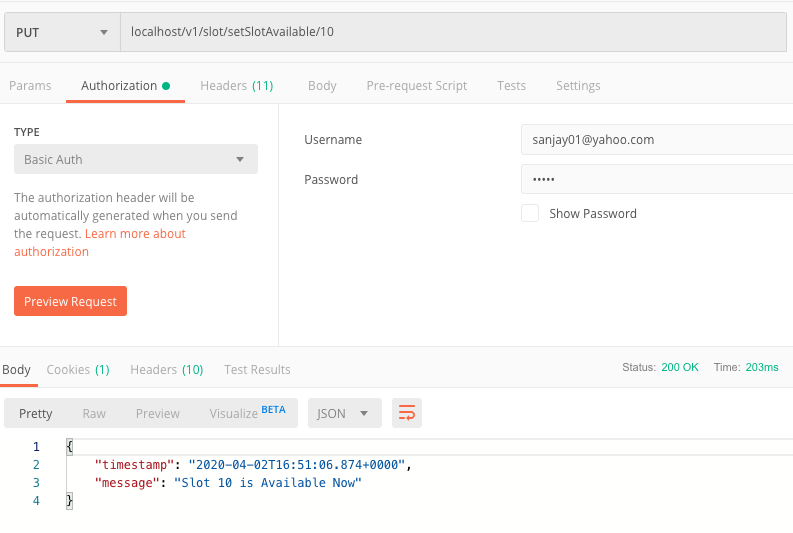 PUT localhost/v1/slot/setSlotAvailable/10
Params Authorization Headers (11) Body Pre-request Script Tests Settings
TYPE
Basic Auth
The authorization header will be
automatically generated when you send
the request. Learn more about
authorization
Preview Request
Username sanjay01@yahoo.com
Password •••••
Show Password
Body Cookies (1) Headers (10) Test Results Status: 200 OK Time: 203ms
Pretty Raw Preview Visualize BETA JSON
1 {
2 "timestamp": "2020-04-02T16:51:06.874+0000",
3 "message": "Slot 10 is Available Now"
4 }